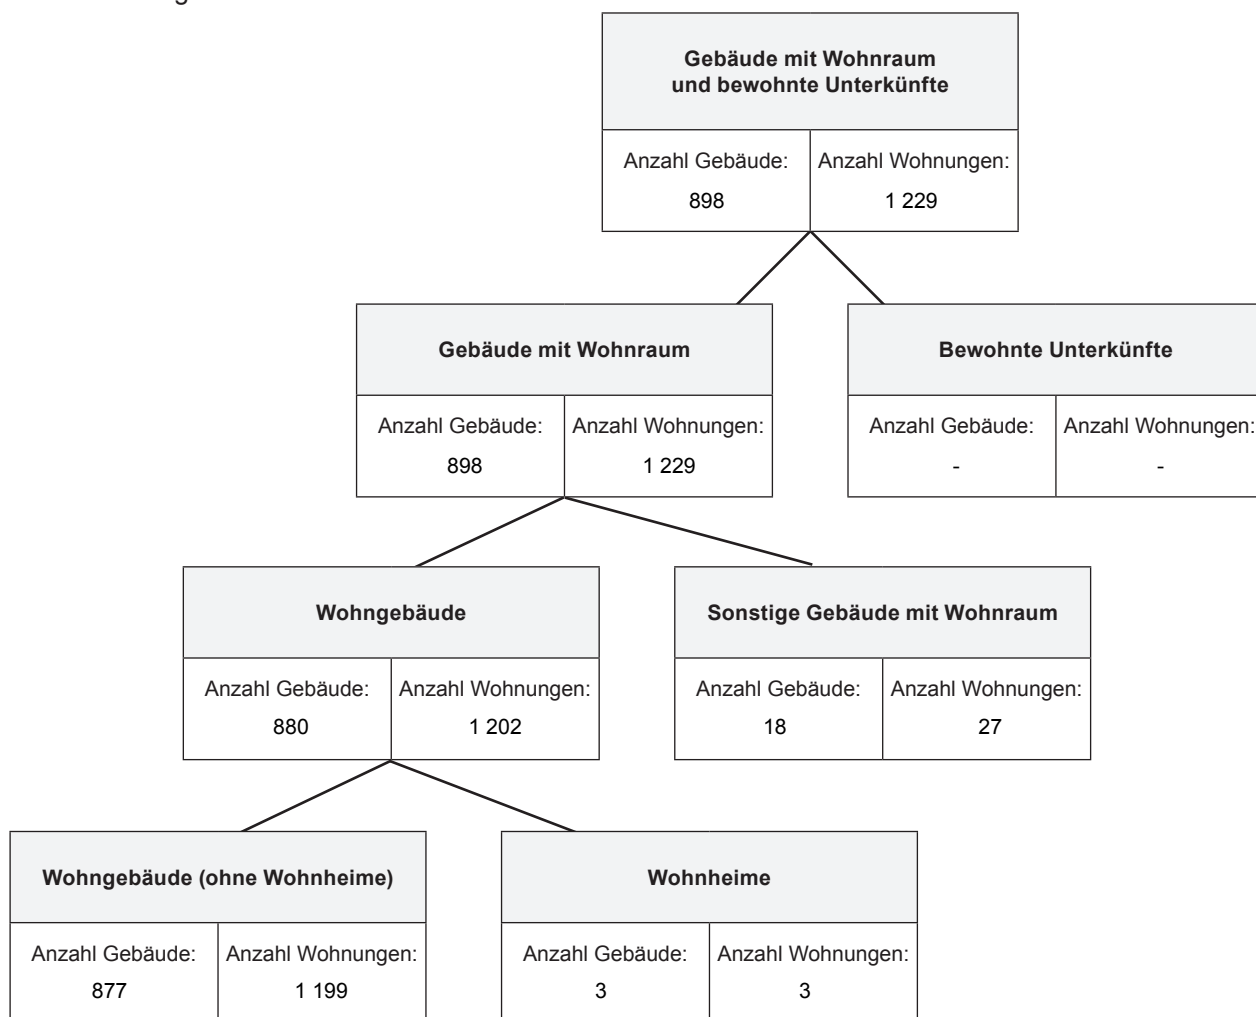 Gebäude mit Wohnraum
und bewohnte Unterkünfte
Anzahl Gebäude: Anzahl Wohnungen:
898 1 229
Gebäude mit Wohnraum
Anzahl Gebäude: Anzahl Wohnungen:
898 1 229
Bewohnte Unterkünfte
Anzahl Gebäude: Anzahl Wohnungen:
- -
Wohngebäude
Anzahl Gebäude: Anzahl Wohnungen:
880 1 202
Sonstige Gebäude mit Wohnraum
Anzahl Gebäude: Anzahl Wohnungen:
18 27
Wohngebäude (ohne Wohnheime)
Anzahl Gebäude: Anzahl Wohnungen:
877 1 199
Wohnheime
Anzahl Gebäude: Anzahl Wohnungen:
3 3